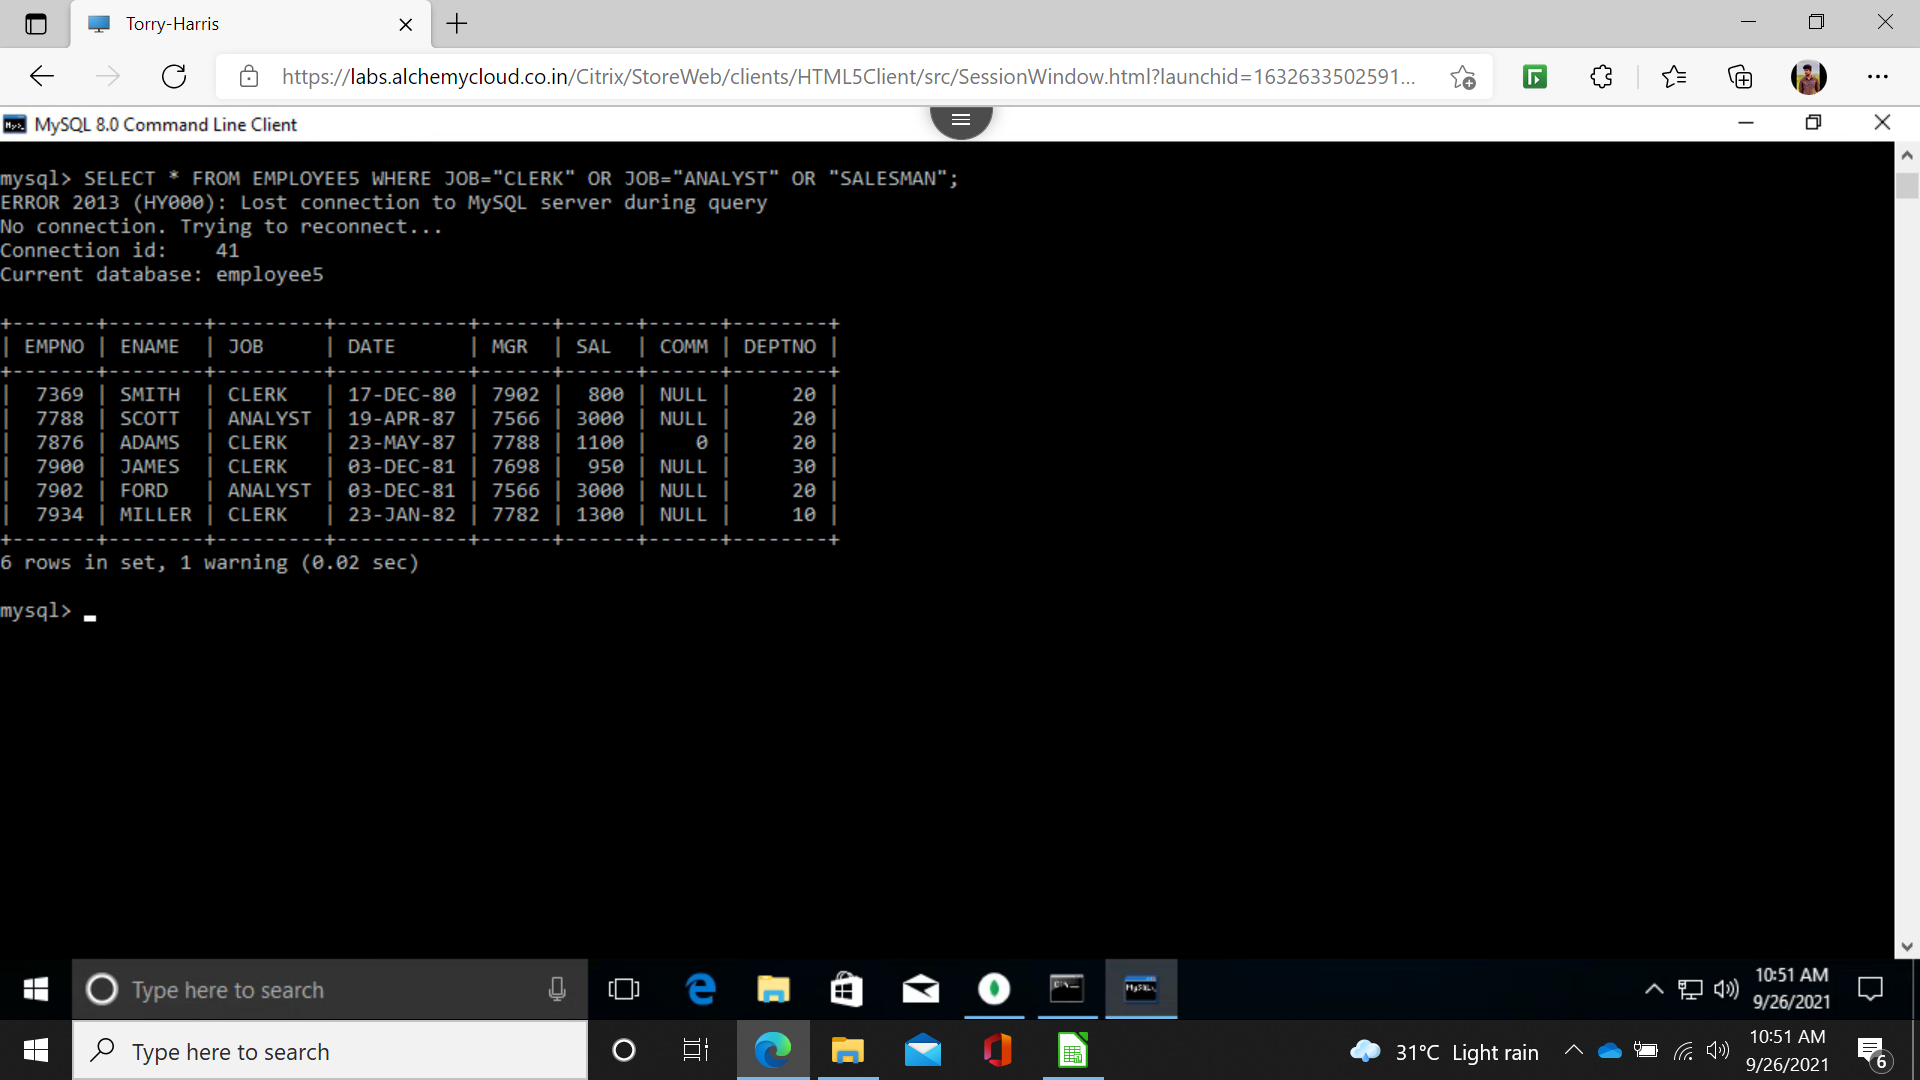 Torry-Harris
https://labs.alchemycloud.co.in/Citrix/StoreWeb/clients/HTML5Client/src/SessionWindow.html?launchid=1632633502591...
MySQL 8.0 Command Line Client
mysql> SELECT * FROM EMPLOYEE5 WHERE JOB="CLERK" OR JOB="ANALYST" OR "SALESMAN";
ERROR 2013 (HY000): Lost connection to MySQL server during query
No connection. Trying to reconnect...
Connection id:    41
Current database: employee5
+-------+--------+---------+-----------+------+------+------+--------+
| EMPNO | ENAME  | JOB     | DATE      | MGR  | SAL  | COMM | DEPTNO |
+-------+--------+---------+-----------+------+------+------+--------+
|  7369 | SMITH  | CLERK   | 17-DEC-80 | 7902 |  800 | NULL |     20 |
|  7788 | SCOTT  | ANALYST | 19-APR-87 | 7566 | 3000 | NULL |     20 |
|  7876 | ADAMS  | CLERK   | 23-MAY-87 | 7788 | 1100 |    0 |     20 |
|  7900 | JAMES  | CLERK   | 03-DEC-81 | 7698 |  950 | NULL |     30 |
|  7902 | FORD   | ANALYST | 03-DEC-81 | 7566 | 3000 | NULL |     20 |
|  7934 | MILLER | CLERK   | 23-JAN-82 | 7782 | 1300 | NULL |     10 |
+-------+--------+---------+-----------+------+------+------+--------+
6 rows in set, 1 warning (0.02 sec)
mysql> _
Type here to search
10:51 AM
9/26/2021
Type here to search
31°C Light rain
10:51 AM
9/26/2021
6